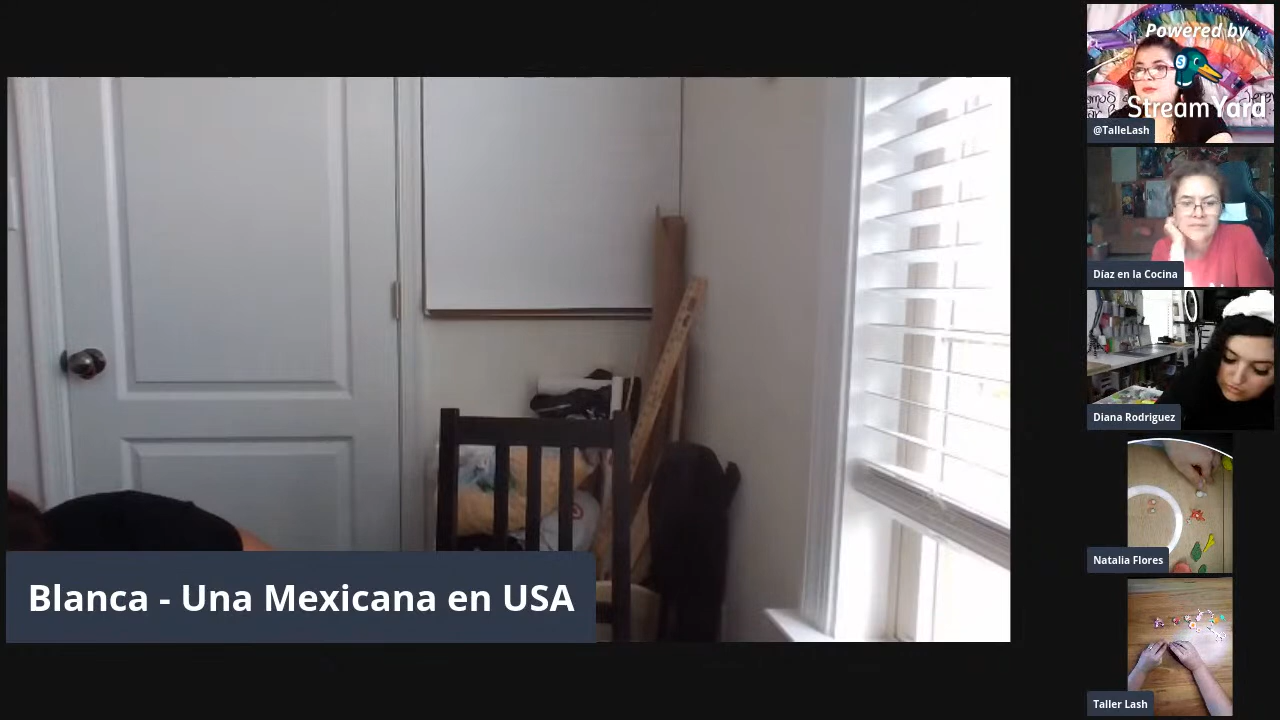 Blanca - Una Mexicana en USA
Powered by
S
StreamYard
@TalleLash
Díaz en la Cocina
Diana Rodriguez
Natalia Flores
Taller Lash